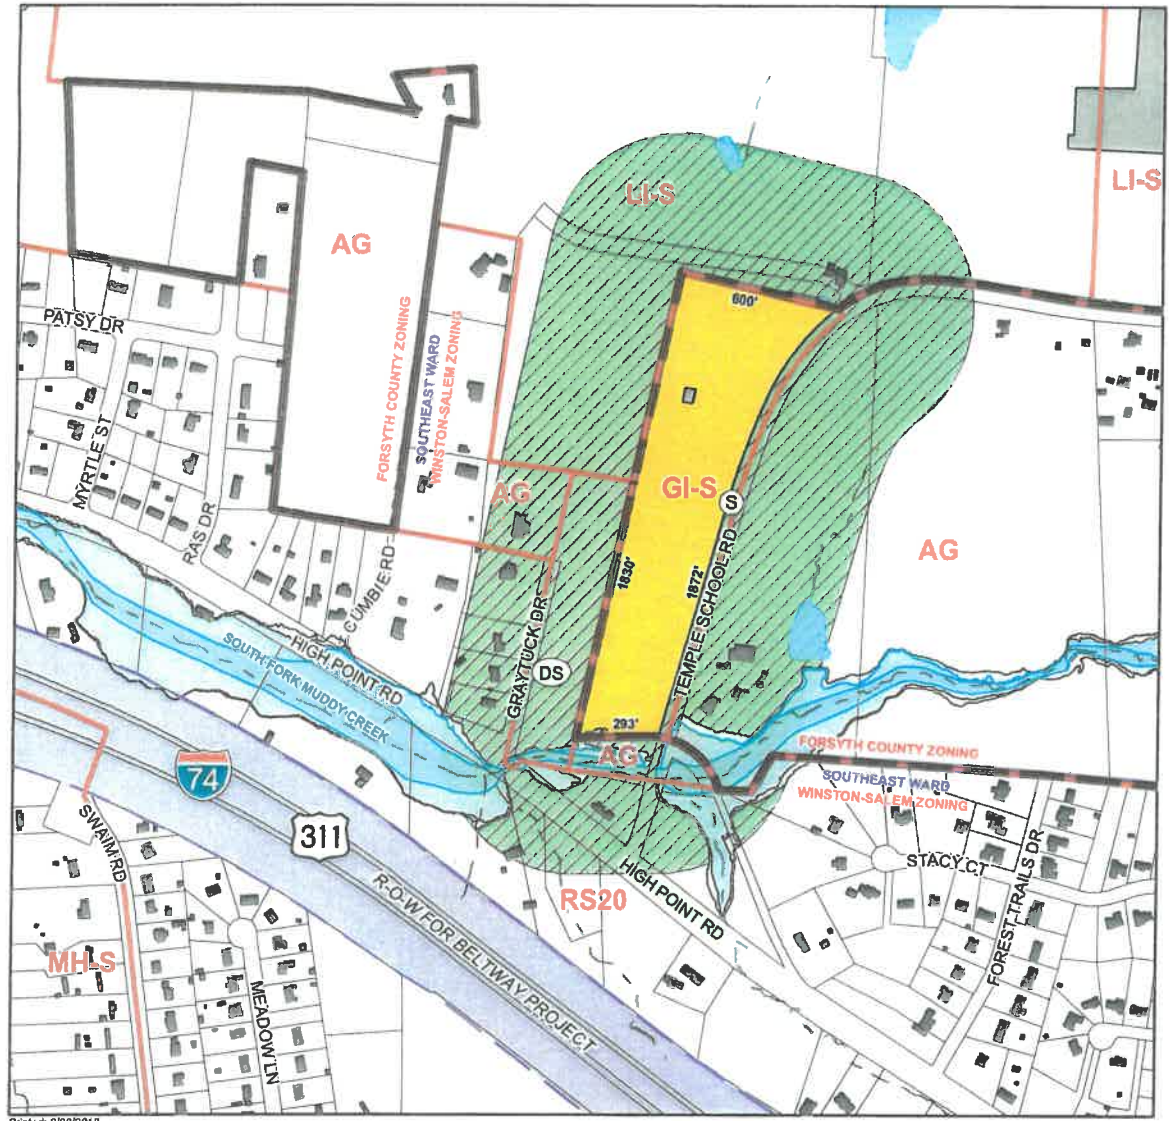 LI-S
LI-S
AG
600'
PATSY DR
FORSYTH COUNTY ZONING
SOUTHEAST WARD
WINSTON-SALEM ZONING
MYRTLE ST
GI-S
AG
S
RAS DR
AG
CUMBIE RD
1830'
1872'
TEMPLE SCHOOL RD
GRAYTUCK DR
DS
HIGH POINT RD
SOUTH FORK MUDDY CREEK
293'
AG
FORSYTH COUNTY ZONING
SOUTHEAST WARD
WINSTON-SALEM ZONING
74
311
SWAIM RD
STACY CT
FOREST TRAILS DR
HIGH POINT RD
RS20
R-O-W FOR BELTWAY PROJECT
MH-S
MEADOW LN